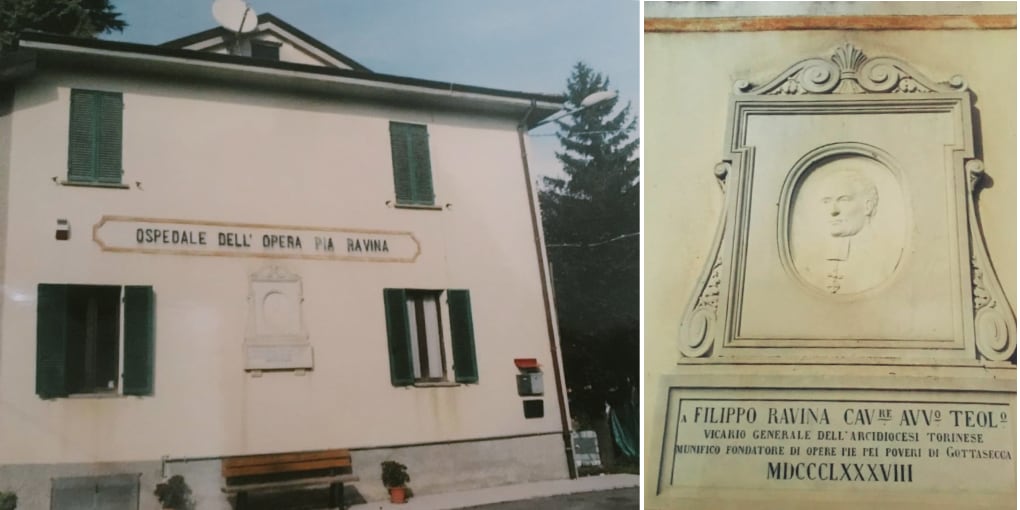 OSPEDALE DELL' OPERA PIA RAVINA
A FILIPPO RAVINA CAVRE AVVO TEOLO
VICARIO GENERALE DELL'ARCIDIOCESI TORINESE
MUNIFICO FONDATORE DI OPERE PIE PEI POVERI DI GOTTASECCA
MDCCCLXXXVIII